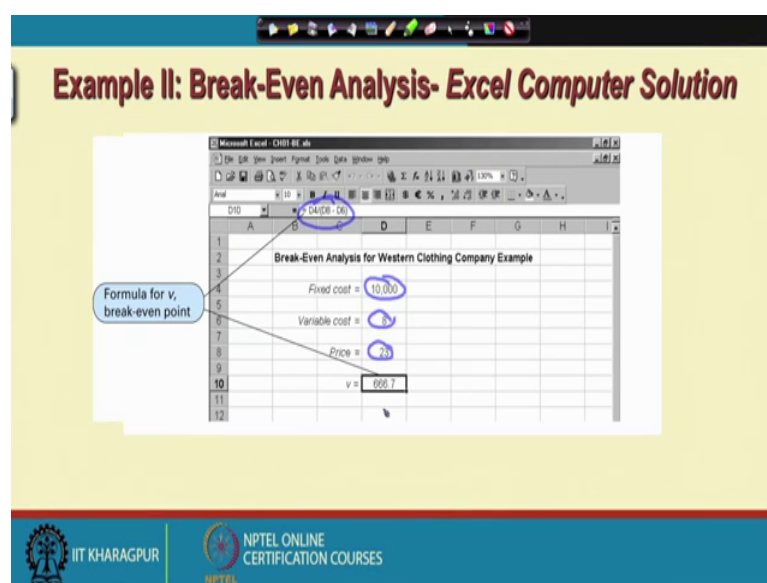 Example II: Break-Even Analysis- Excel Computer Solution
Microsoft Excel - CH01-BE.xls
File Edit View Insert Format Tools Data Window Help
130%
Arial 10 B I U
D10 = D4/(D8 - D6)
A B C D E F G H I
1
2 Break-Even Analysis for Western Clothing Company Example
3
4 Fixed cost = 10,000
5
6 Variable cost = 8
7
8 Price = 23
9
10 v = 666.7
11
12
Formula for v,
break-even point
IIT KHARAGPUR
NPTEL ONLINE
CERTIFICATION COURSES
NPTEL